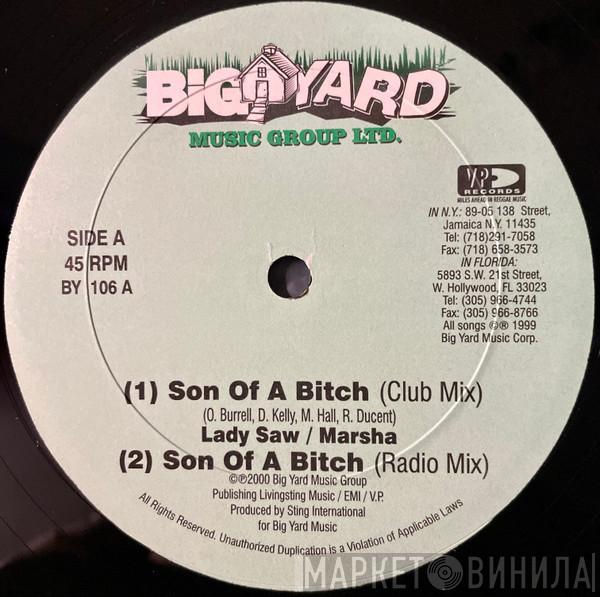 BIG YARD
MUSIC GROUP LTD.
VP
RECORDS
MILES AHEAD IN REGGAE MUSIC
IN N.Y.: 89-05 138 Street,
Jamaica N.Y. 11435
Tel: (718)291-7058
Fax: (718) 658-3573
IN FLORIDA:
5893 S.W. 21st Street,
W. Hollywood, FL 33023
Tel: (305) 966-4744
Fax: (305) 966-8766
All songs ©® 1999
Big Yard Music Corp.
SIDE A
45 RPM
BY 106 A
(1) Son Of A Bitch (Club Mix)
(O. Burrell, D. Kelly, M. Hall, R. Ducent)
Lady Saw / Marsha
(2) Son Of A Bitch (Radio Mix)
©℗2000 Big Yard Music Group
Publishing Livingsting Music / EMI / V.P.
Produced by Sting International
for Big Yard Music
All Rights Reserved. Unauthorized Duplication is a Violation of Applicable Laws
МАРКЕТ ВИНИЛА